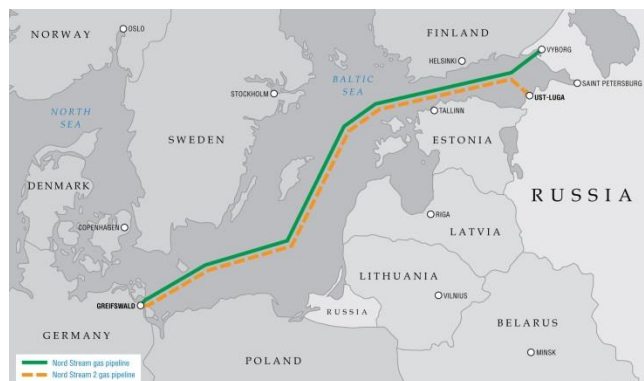 NORWAY
OSLO
FINLAND
HELSINKI
VYBORG
BALTIC
SEA
STOCKHOLM
SAINT PETERSBURG
UST-LUGA
NORTH
SEA
TALLINN
SWEDEN
ESTONIA
RUSSIA
DENMARK
COPENHAGEN
RIGA
LATVIA
LITHUANIA
VILNIUS
GREIFSWALD
RUSSIA
BELARUS
GERMANY
POLAND
MINSK
Nord Stream gas pipeline
Nord Stream 2 gas pipeline